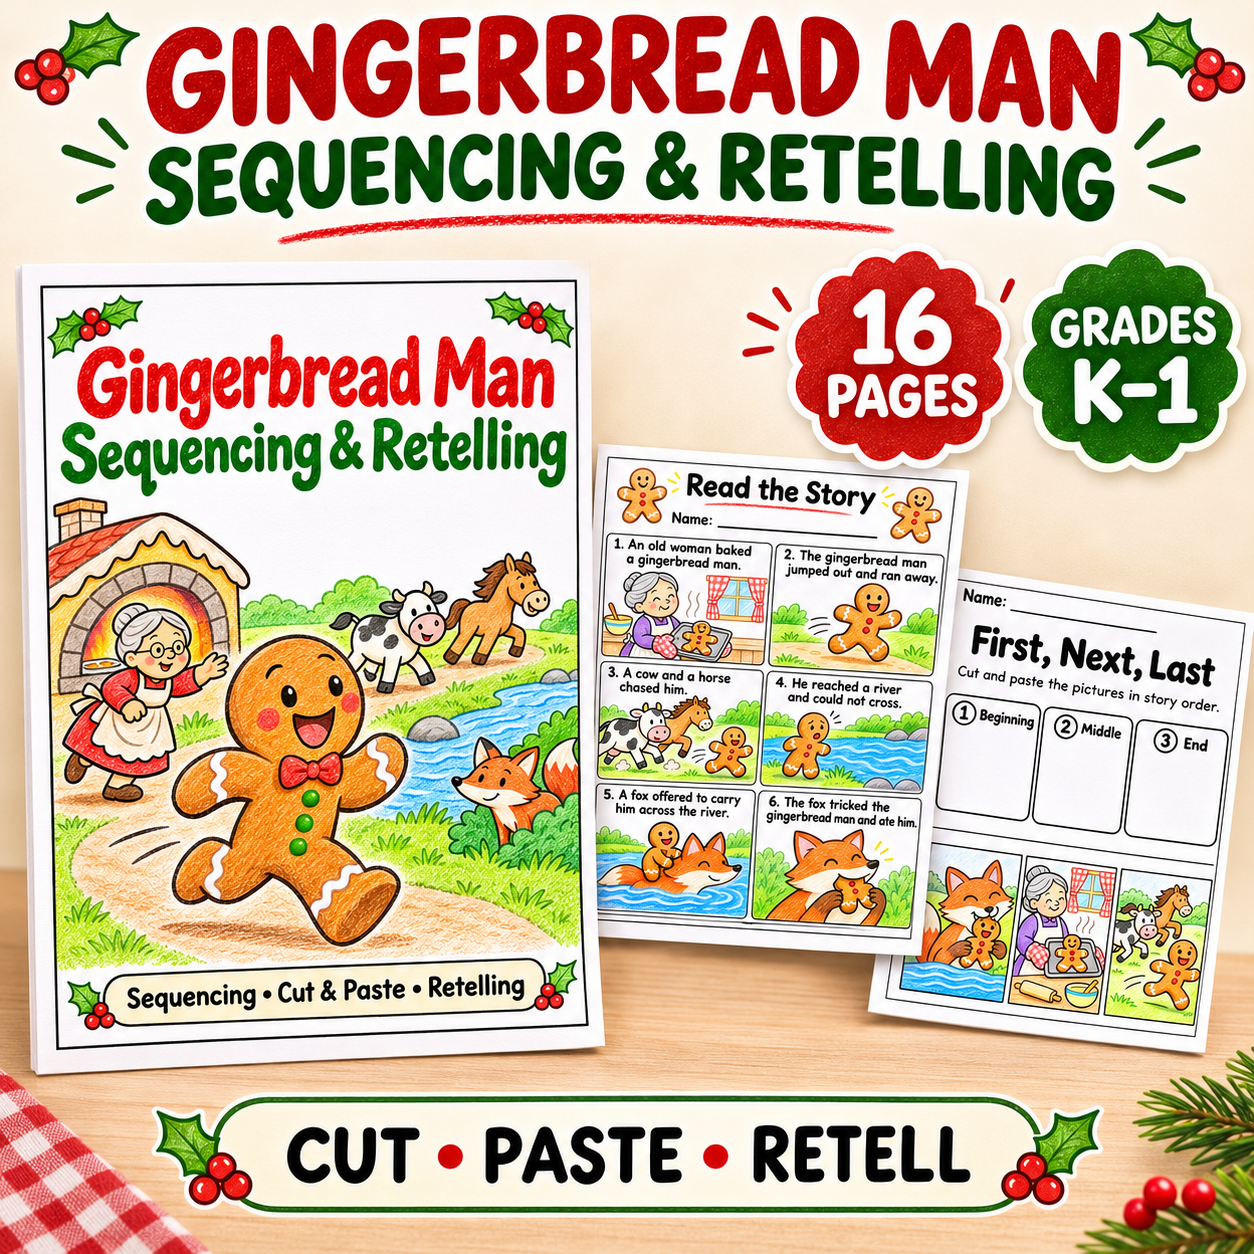 GINGERBREAD MAN
SEQUENCING & RETELLING
16
PAGES
GRADES
K-1
Gingerbread Man
Sequencing & Retelling
Sequencing • Cut & Paste • Retelling
Read the Story
Name:
1. An old woman baked
a gingerbread man.
2. The gingerbread man
jumped out and ran away.
3. A cow and a horse
chased him.
4. He reached a river
and could not cross.
5. A fox offered to carry
him across the river.
6. The fox tricked the
gingerbread man and ate him.
Name:
First, Next, Last
Cut and paste the pictures in story order.
1 Beginning
2 Middle
3 End
CUT • PASTE • RETELL